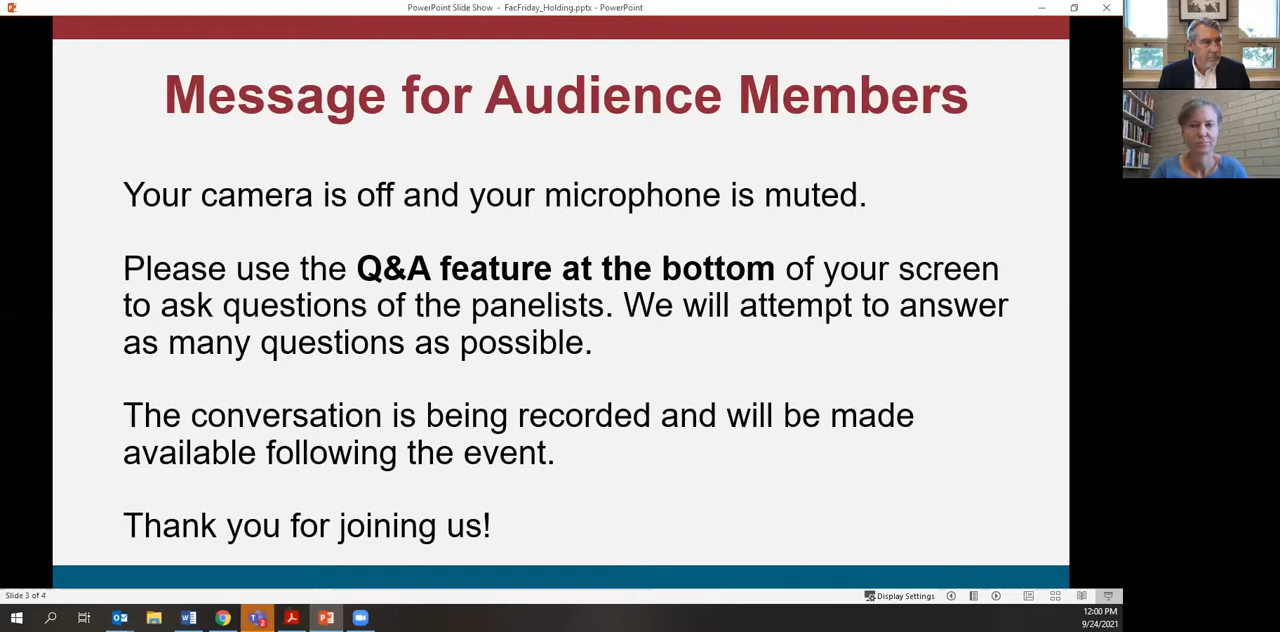 PowerPoint Slide Show - FacFriday_Holding.pptx - PowerPoint
Message for Audience Members
Your camera is off and your microphone is muted.
Please use the Q&A feature at the bottom of your screen
to ask questions of the panelists. We will attempt to answer
as many questions as possible.
The conversation is being recorded and will be made
available following the event.
Thank you for joining us!
Slide 3 of 4
Display Settings
12:00 PM
9/24/2021